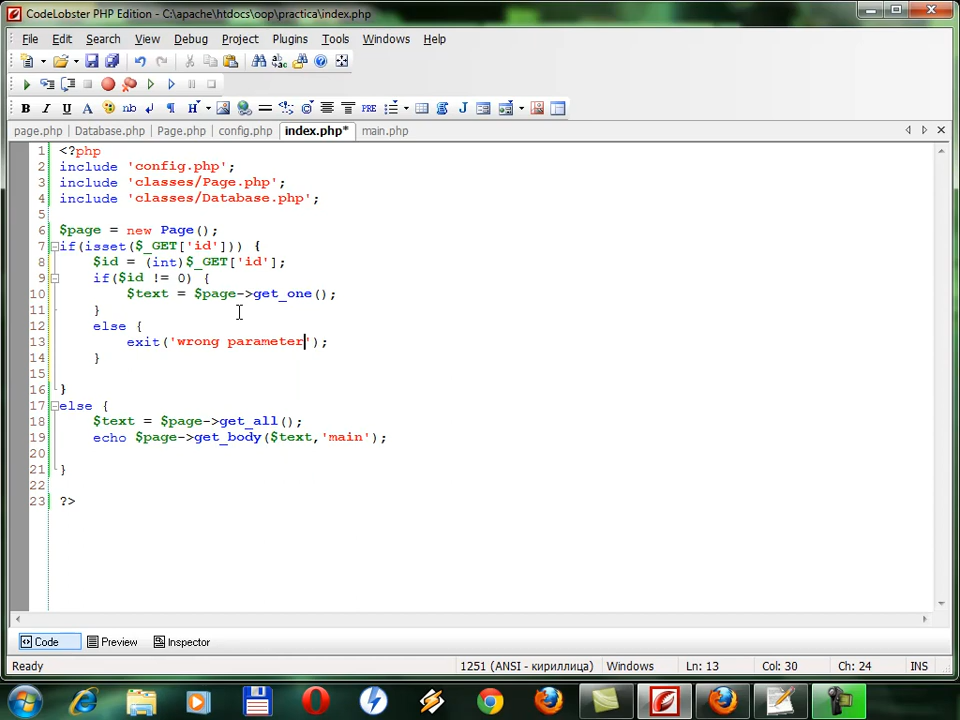 CodeLobster PHP Edition - C:\apache\htdocs\oop\practica\index.php
File Edit Search View Debug Project Plugins Tools Windows Help
B I U A nb H PRE J
page.php Database.php Page.php config.php index.php* main.php
1 <?php
2 include 'config.php';
3 include 'classes/Page.php';
4 include 'classes/Database.php';
5
6 $page = new Page();
7 if(isset($_GET['id'])) {
8 $id = (int)$_GET['id'];
9 if($id != 0) {
10 $text = $page->get_one();
11 }
12 else {
13 exit('wrong parameter');
14 }
15
16 }
17 else {
18 $text = $page->get_all();
19 echo $page->get_body($text,'main');
20
21 }
22
23 ?>
Code Preview Inspector
Ready 1251 (ANSI - кириллица) Windows Ln: 13 Col: 30 Ch: 24 INS